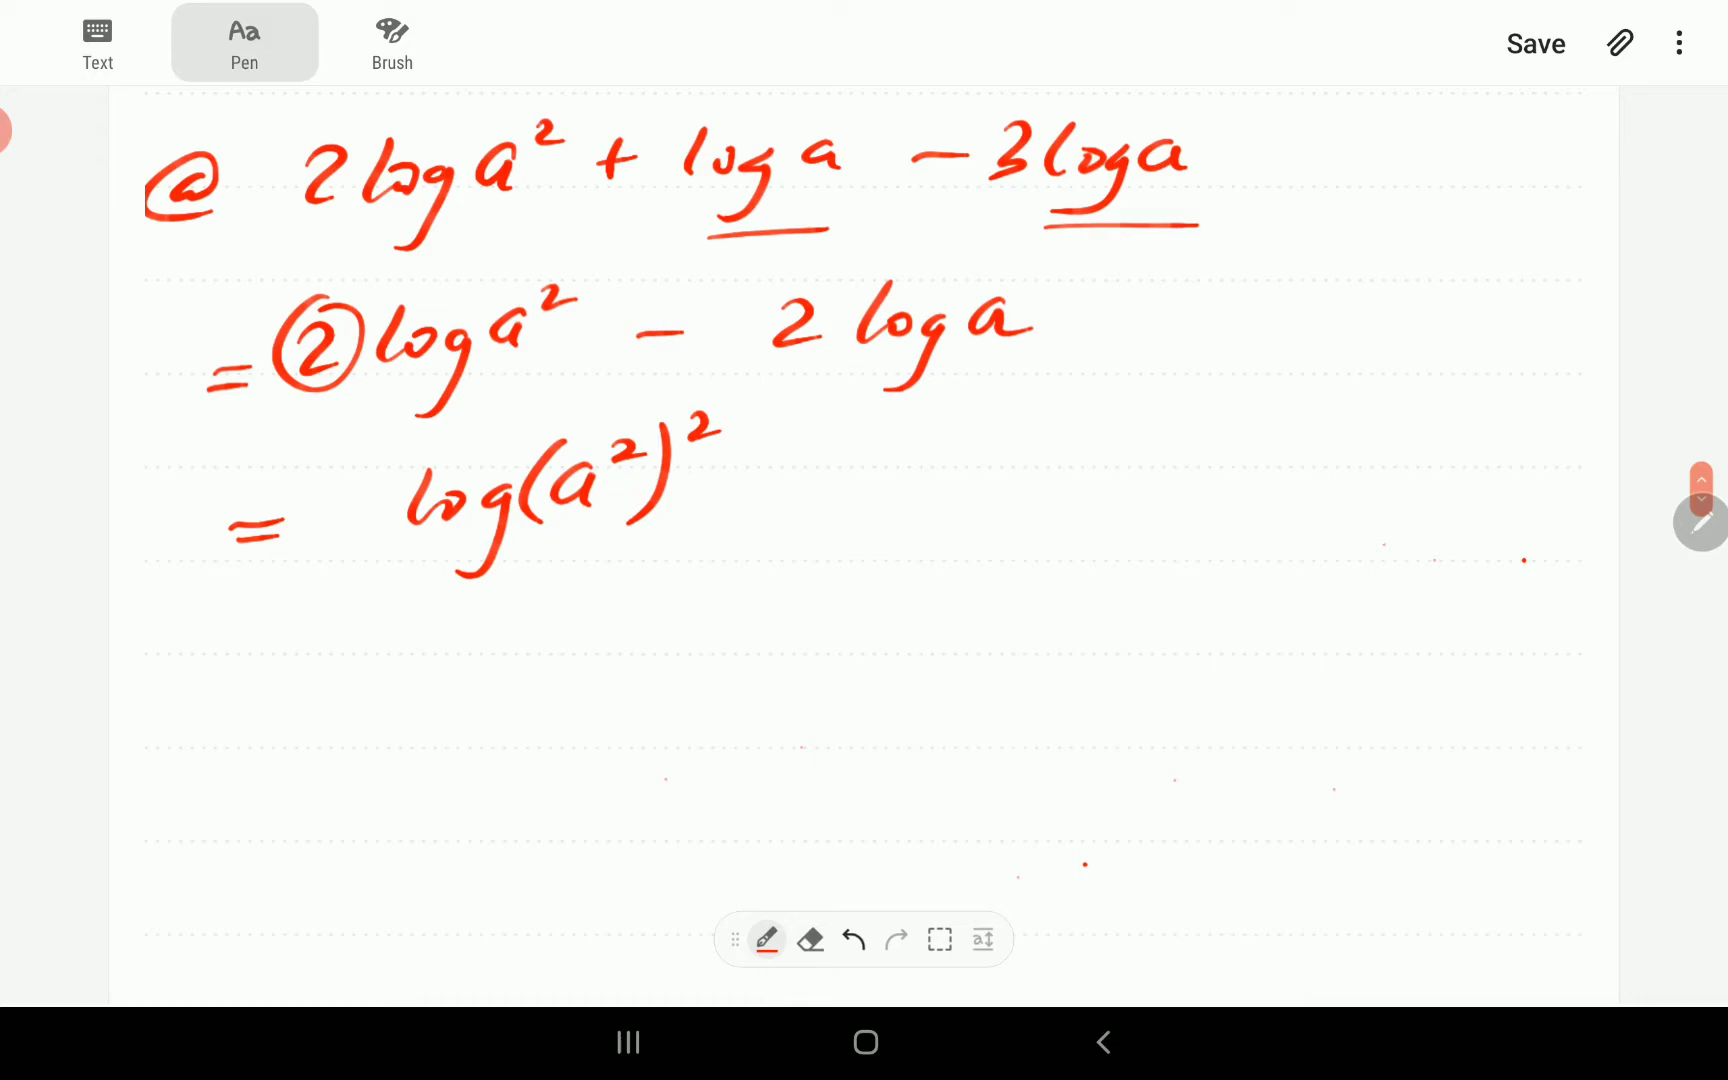 Text Pen Brush Save
ⓐ 2 log a² + log a - 3 log a
= ② log a² - 2 log a
= log(a²)²